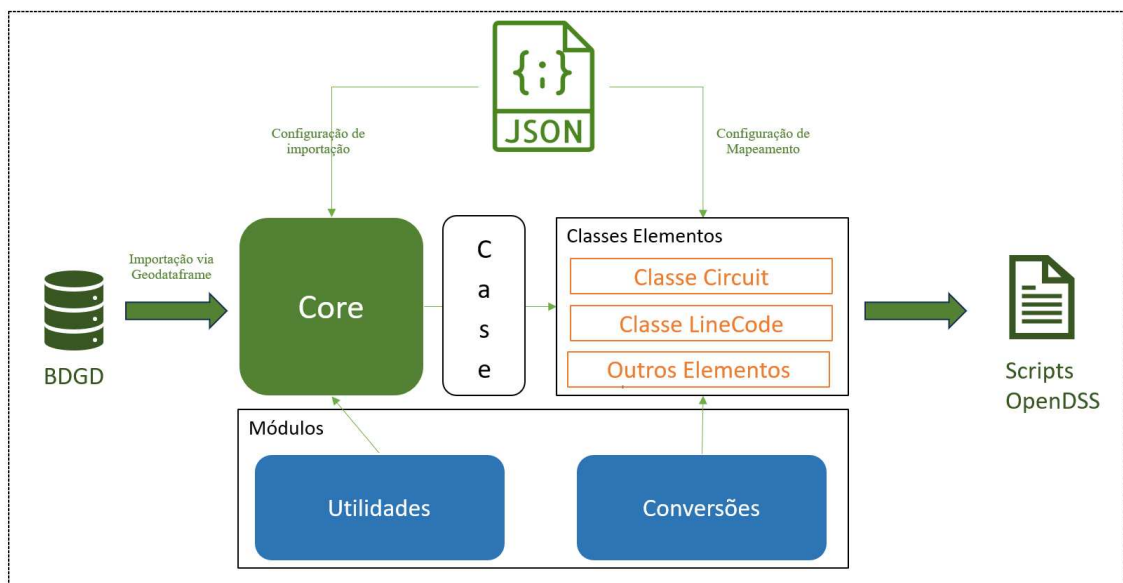 {;}
JSON
Configuração de
importação
Configuração de
Mapeamento
Importação via
Geodataframe
BDGD
Core
C
a
s
e
Classes Elementos
Classe Circuit
Classe LineCode
Outros Elementos
Scripts
OpenDSS
Módulos
Utilidades
Conversões